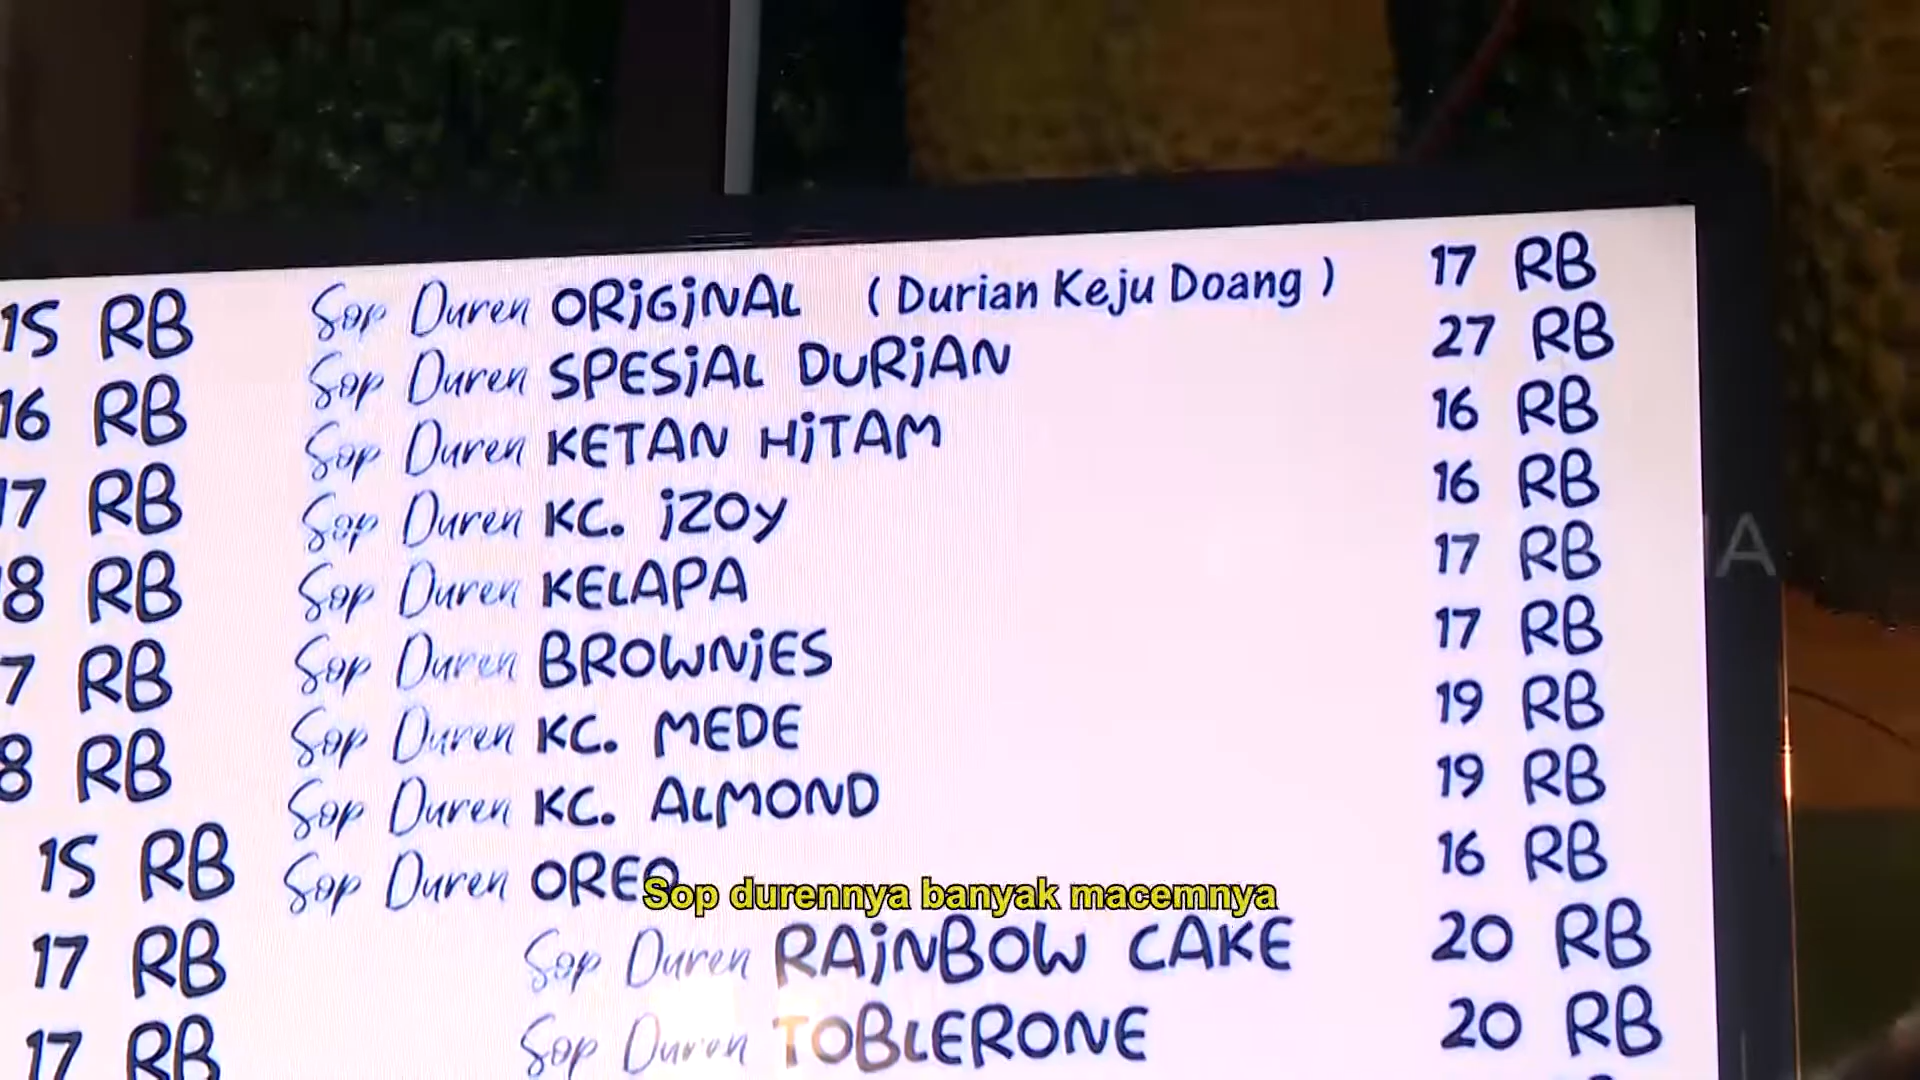 15 RB
Sop Duren ORIGINAL ( Durian Keju Doang ) 17 RB
16 RB
Sop Duren SPESIAL DURIAN 27 RB
17 RB
Sop Duren KETAN HITAM 16 RB
8 RB
Sop Duren KC. IZOY 16 RB
7 RB
Sop Duren KELAPA 17 RB
8 RB
Sop Duren BROWNIES 17 RB
15 RB
Sop Duren KC. MEDE 19 RB
17 RB
Sop Duren KC. ALMOND 19 RB
17 RB
Sop Duren OREO 16 RB
Sop Duren RAINBOW CAKE 20 RB
Sop Duren TOBLERONE 20 RB
Sop durennya banyak macemnya
A